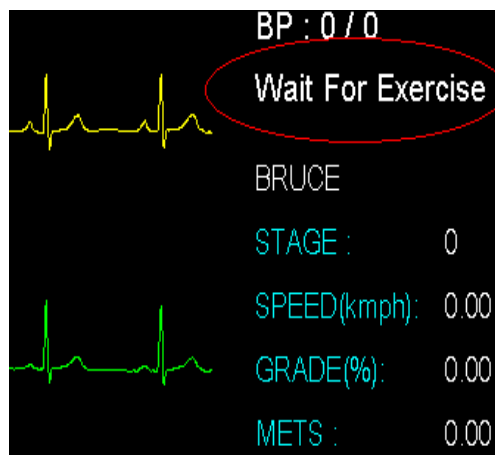 BP : 0 / 0
Wait For Exercise
BRUCE
STAGE : 0
SPEED(kmph): 0.00
GRADE(%): 0.00
METS : 0.00